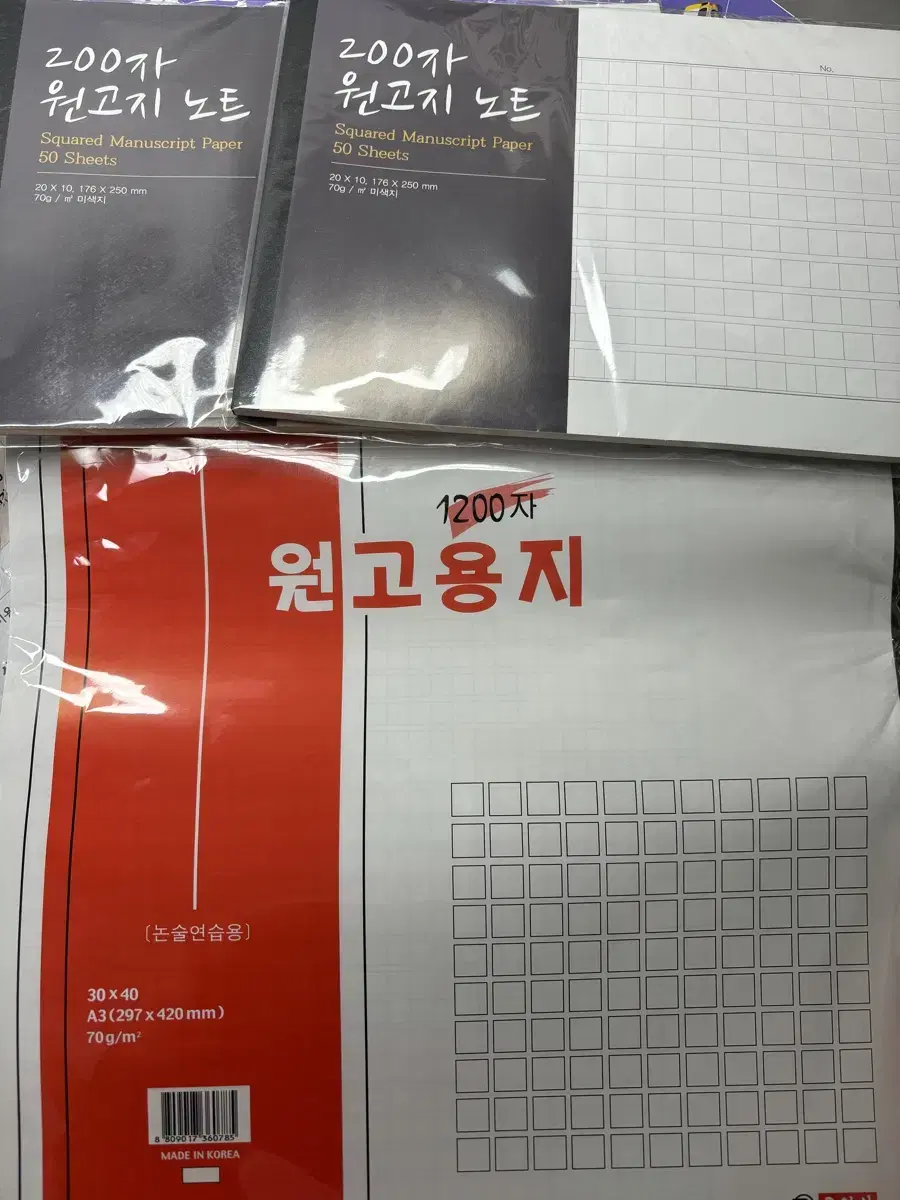 200자
원고지 노트
Squared Manuscript Paper
50 Sheets
20 X 10, 176 X 250 mm
70g / ㎡ 미색지
200자
원고지 노트
Squared Manuscript Paper
50 Sheets
20 X 10, 176 X 250 mm
70g / ㎡ 미색지
No.
1200자
원고용지
[논술연습용]
30 x 40
A3 (297 x 420 mm)
70 g/m²
8 809017 360785
MADE IN KOREA